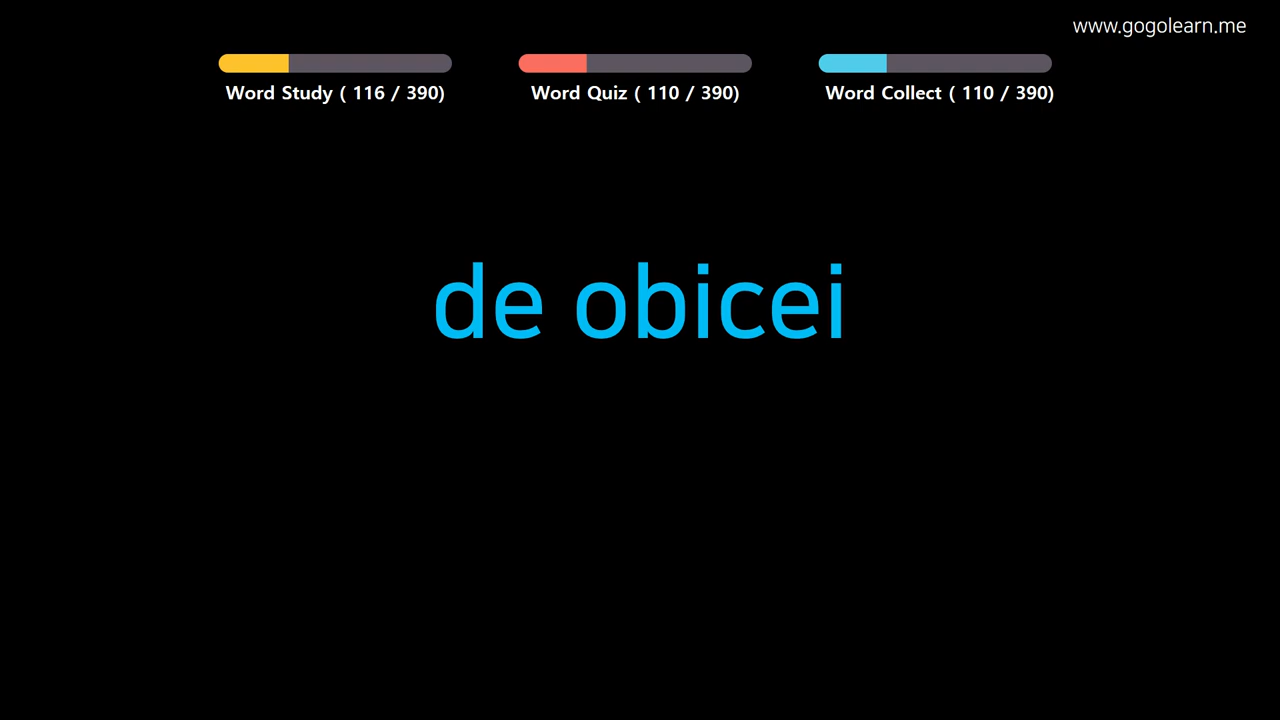 www.gogolearn.me
Word Study ( 116 / 390)
Word Quiz ( 110 / 390)
Word Collect ( 110 / 390)
de obicei